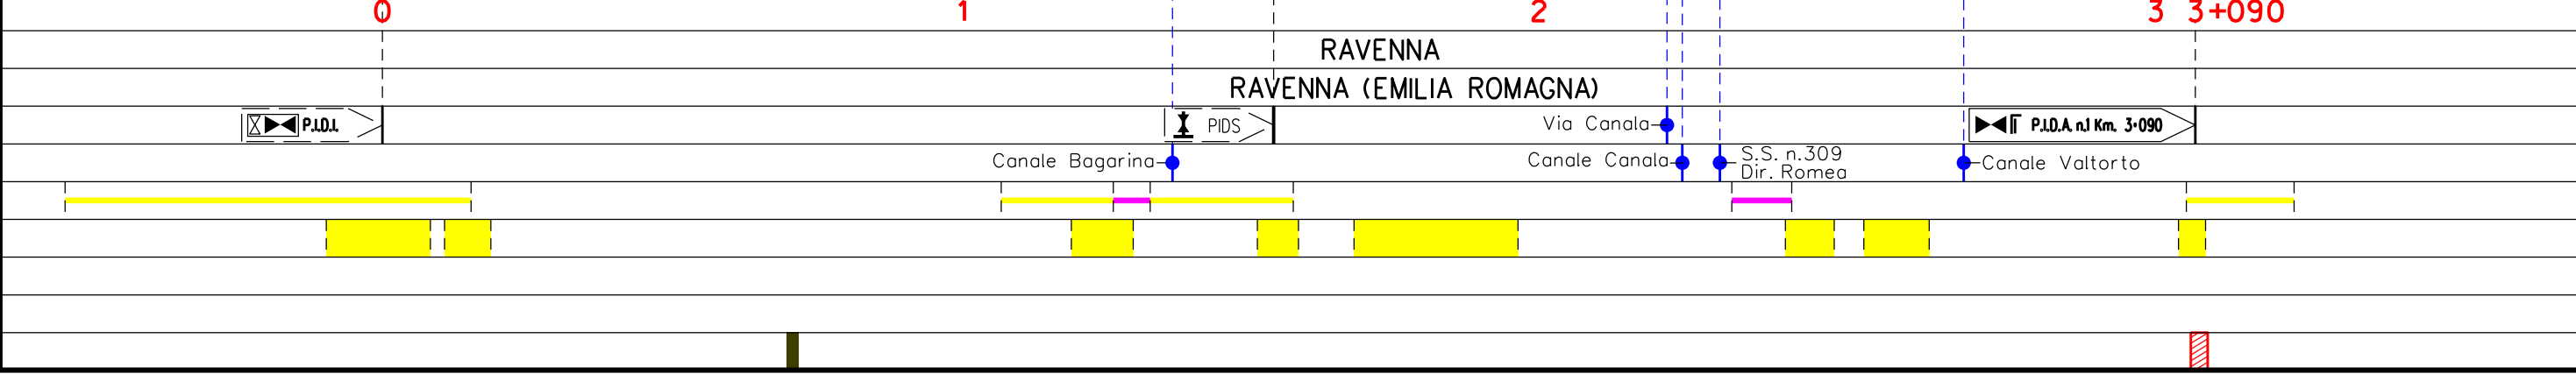 0 1 2 3 3+090
RAVENNA
RAVENNA (EMILIA ROMAGNA)
P.I.D.I. PIDS Via Canala P.I.D.A. n.1 Km. 3+090
Canale Bagarina Canale Canala S.S. n.309 Canale Valtorto
Dir. Romea